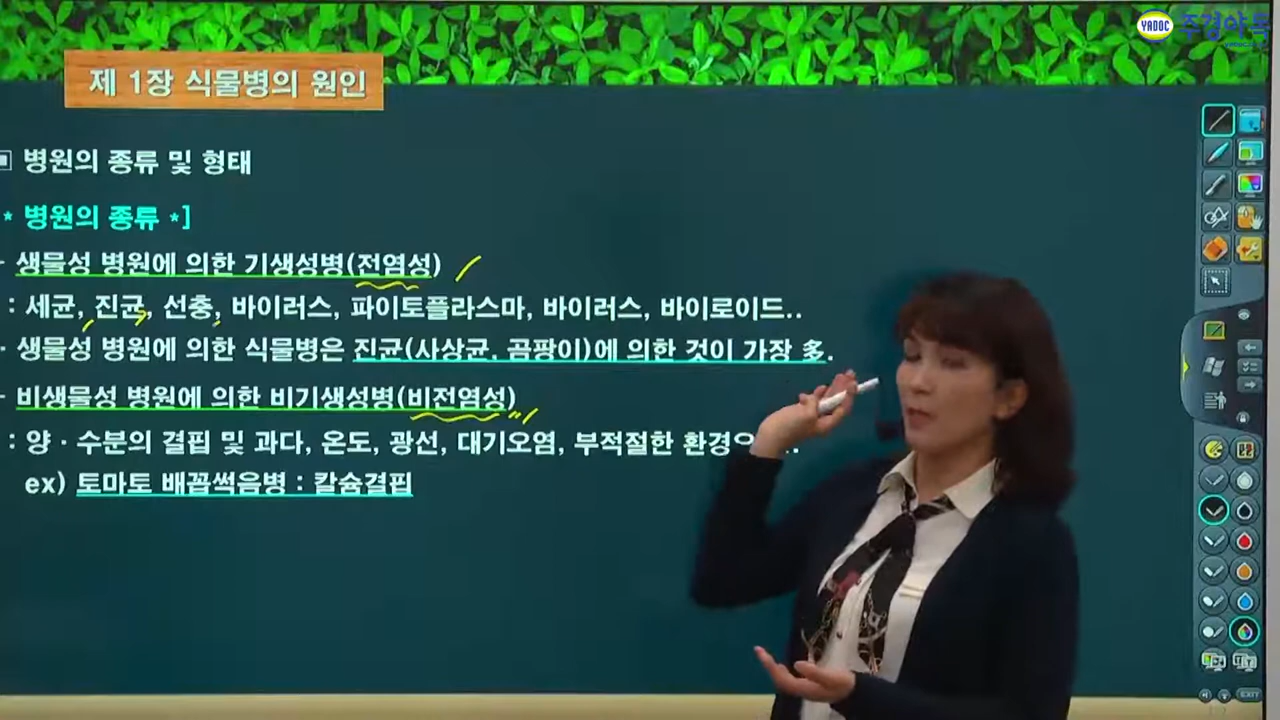 YADOC 주경야독
제 1장 식물병의 원인
병원의 종류 및 형태
* 병원의 종류 *]
- 생물성 병원에 의한 기생성병(전염성)
: 세균, 진균, 선충, 바이러스, 파이토플라스마, 바이러스, 바이로이드..
- 생물성 병원에 의한 식물병은 진균(사상균, 곰팡이)에 의한 것이 가장 多.
- 비생물성 병원에 의한 비기생성병(비전염성)
: 양 · 수분의 결핍 및 과다, 온도, 광선, 대기오염, 부적절한
ex) 토마토 배꼽썩음병 : 칼슘결핍
EXIT